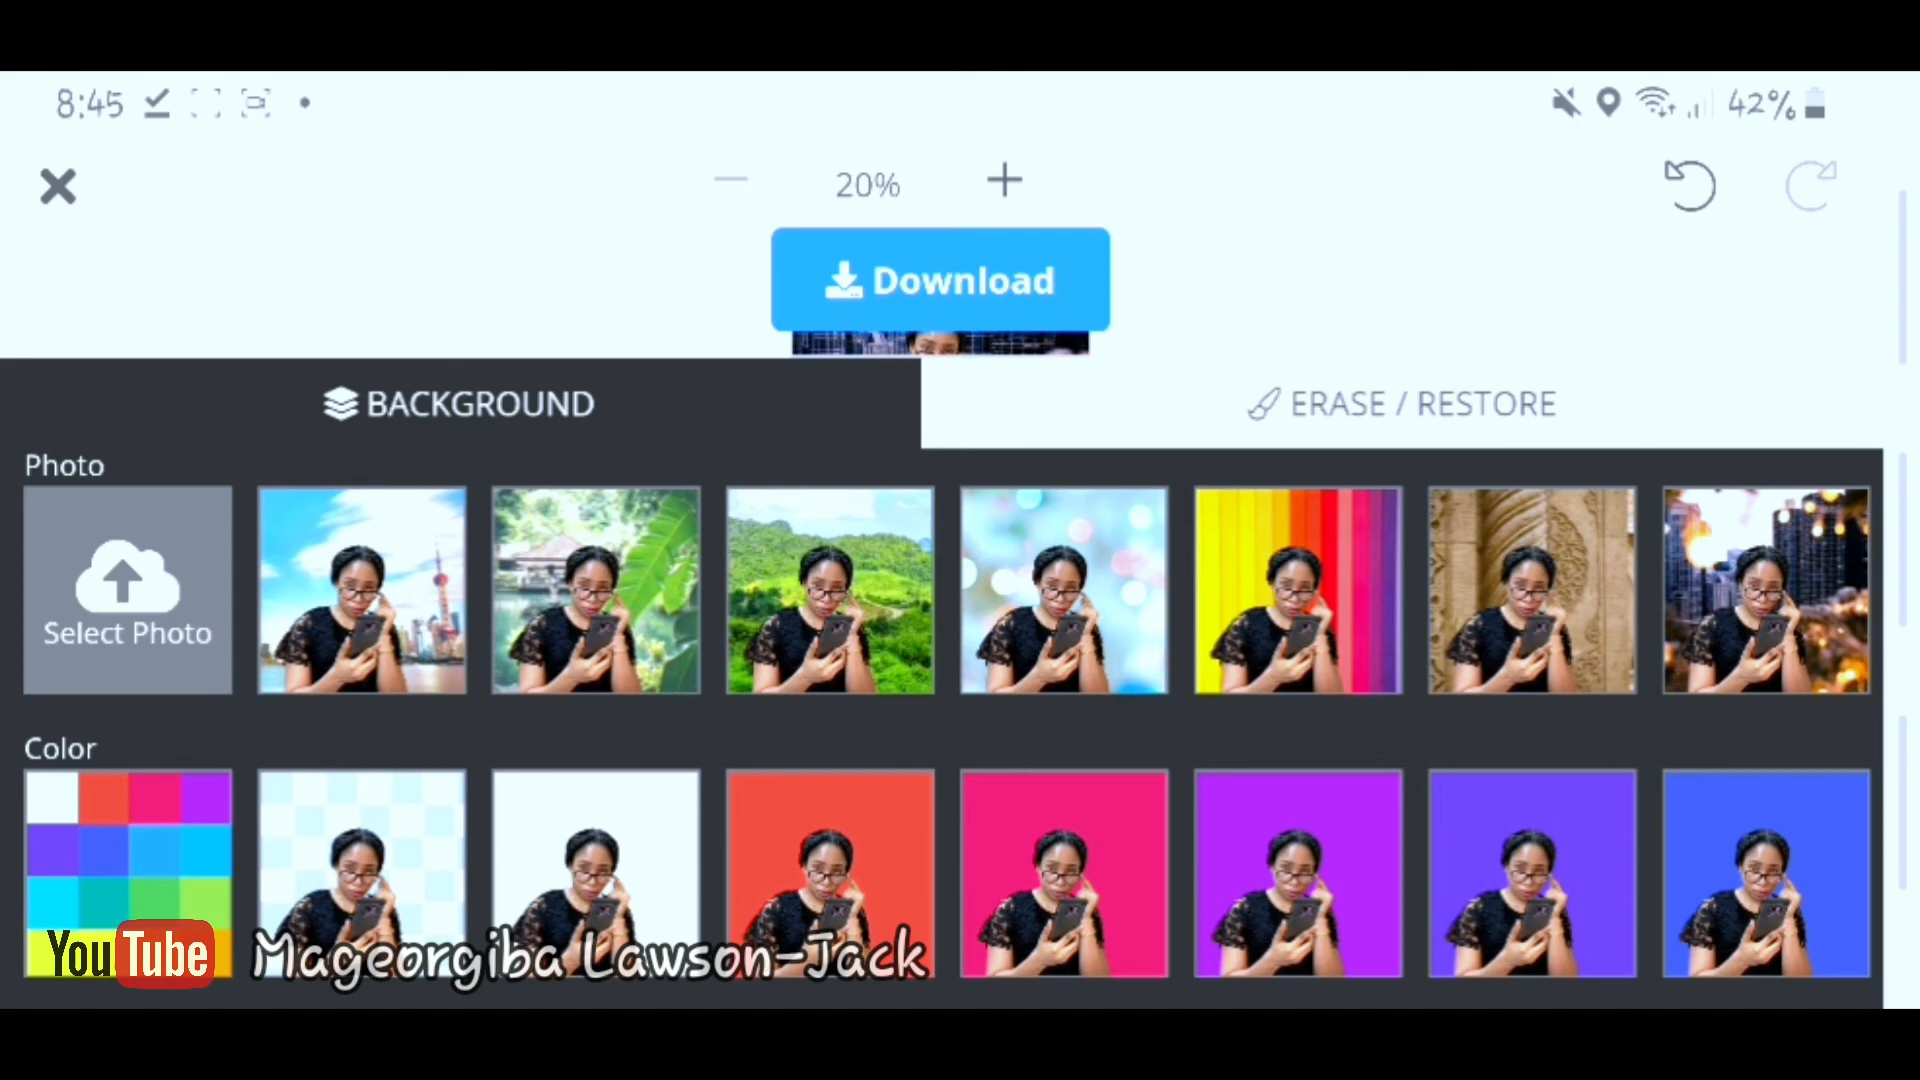 8:45
42%
20%
Download
BACKGROUND
ERASE / RESTORE
Photo
Select Photo
Color
YouTube Mageorgiba Lawson-Jack